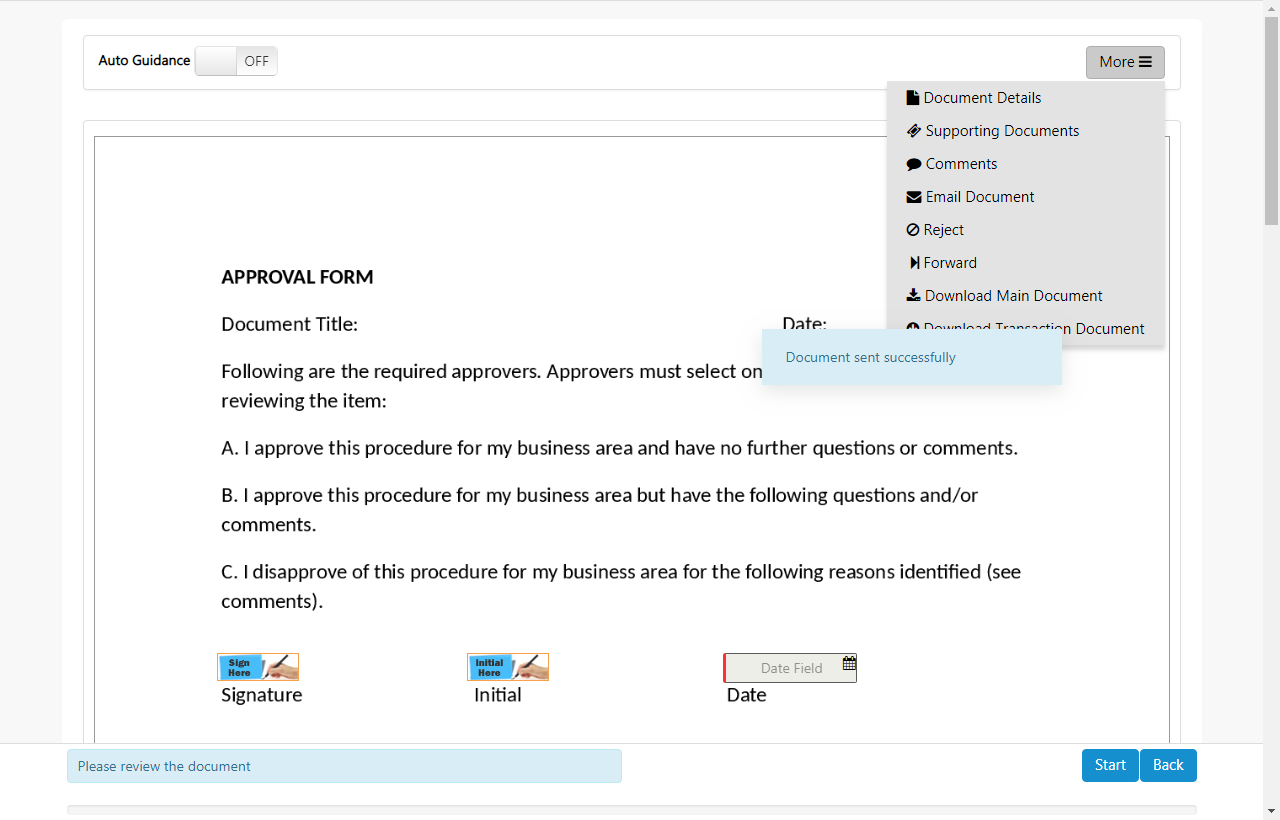 Auto Guidance OFF More
Document Details
Supporting Documents
Comments
Email Document
Reject
Forward
Download Main Document
Download Transaction Document
Document sent successfully
APPROVAL FORM
Document Title: Date:
Following are the required approvers. Approvers must select on
reviewing the item:
A. I approve this procedure for my business area and have no further questions or comments.
B. I approve this procedure for my business area but have the following questions and/or
comments.
C. I disapprove of this procedure for my business area for the following reasons identified (see
comments).
Sign Initial
Here Here Date Field
Signature Initial Date
Please review the document Start Back